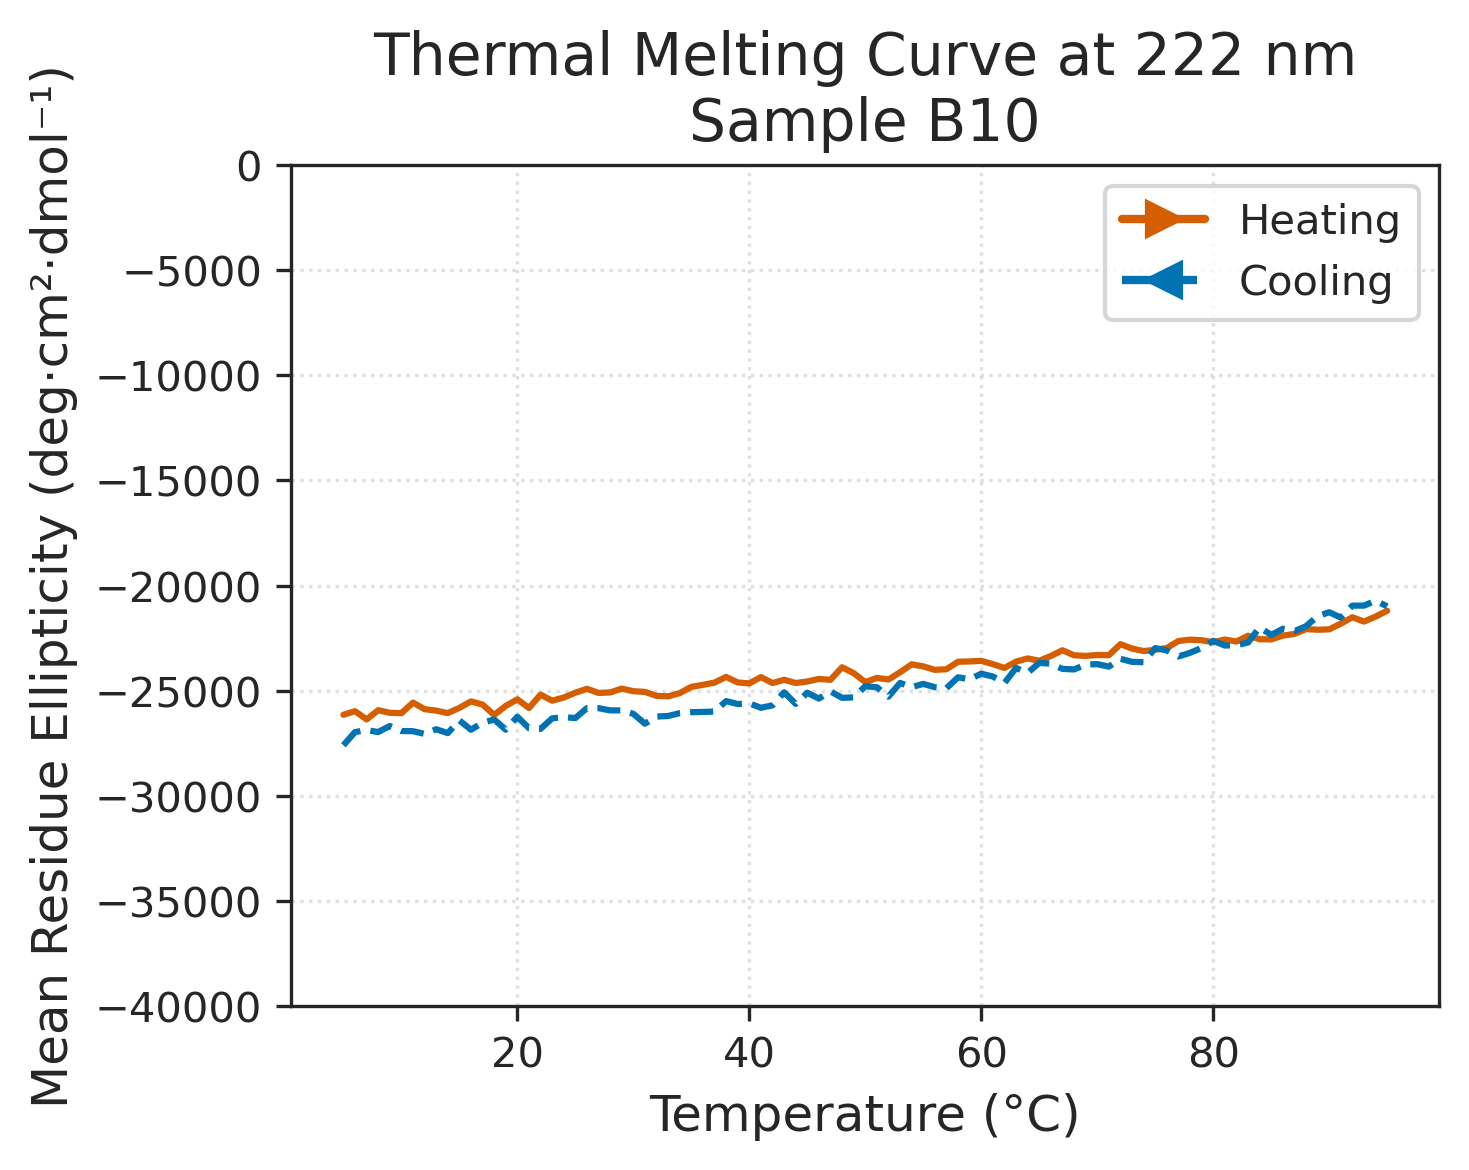 Thermal Melting Curve at 222 nm
Sample B10
Mean Residue Ellipticity (deg·cm²·dmol⁻¹)
0
−5000
−10000
−15000
−20000
−25000
−30000
−35000
−40000
Heating
Cooling
20
40
60
80
Temperature (°C)